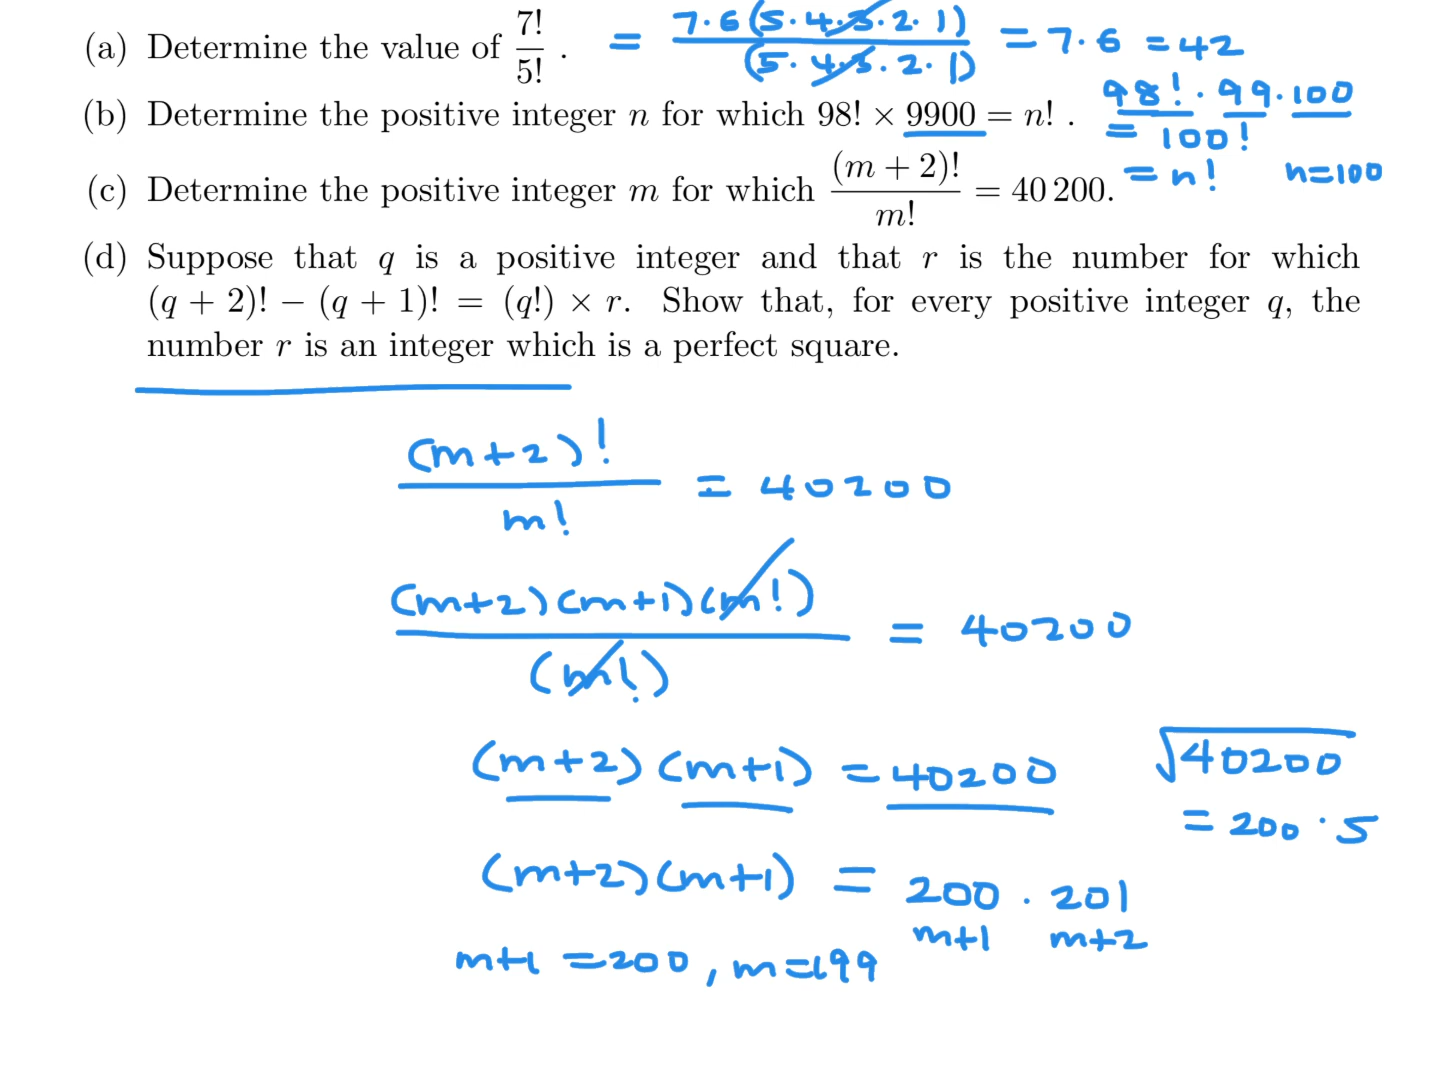 (a) Determine the value of 7!/5! . = 7·6(5·4·3·2·1)/(5·4·3·2·1) = 7·6 = 42
(b) Determine the positive integer n for which 98! × 9900 = n! . 98!·99·100
= 100!
(c) Determine the positive integer m for which (m + 2)!/m! = 40 200. = n! n=100
(d) Suppose that q is a positive integer and that r is the number for which
(q + 2)! − (q + 1)! = (q!) × r. Show that, for every positive integer q, the
number r is an integer which is a perfect square.
(m+2)!/m! = 40200
(m+2)(m+1)(m!)/(m!) = 40200
(m+2)(m+1) = 40200 √40200
= 200·5
(m+2)(m+1) = 200 · 201
m+1 m+2
m+1 = 200, m=199